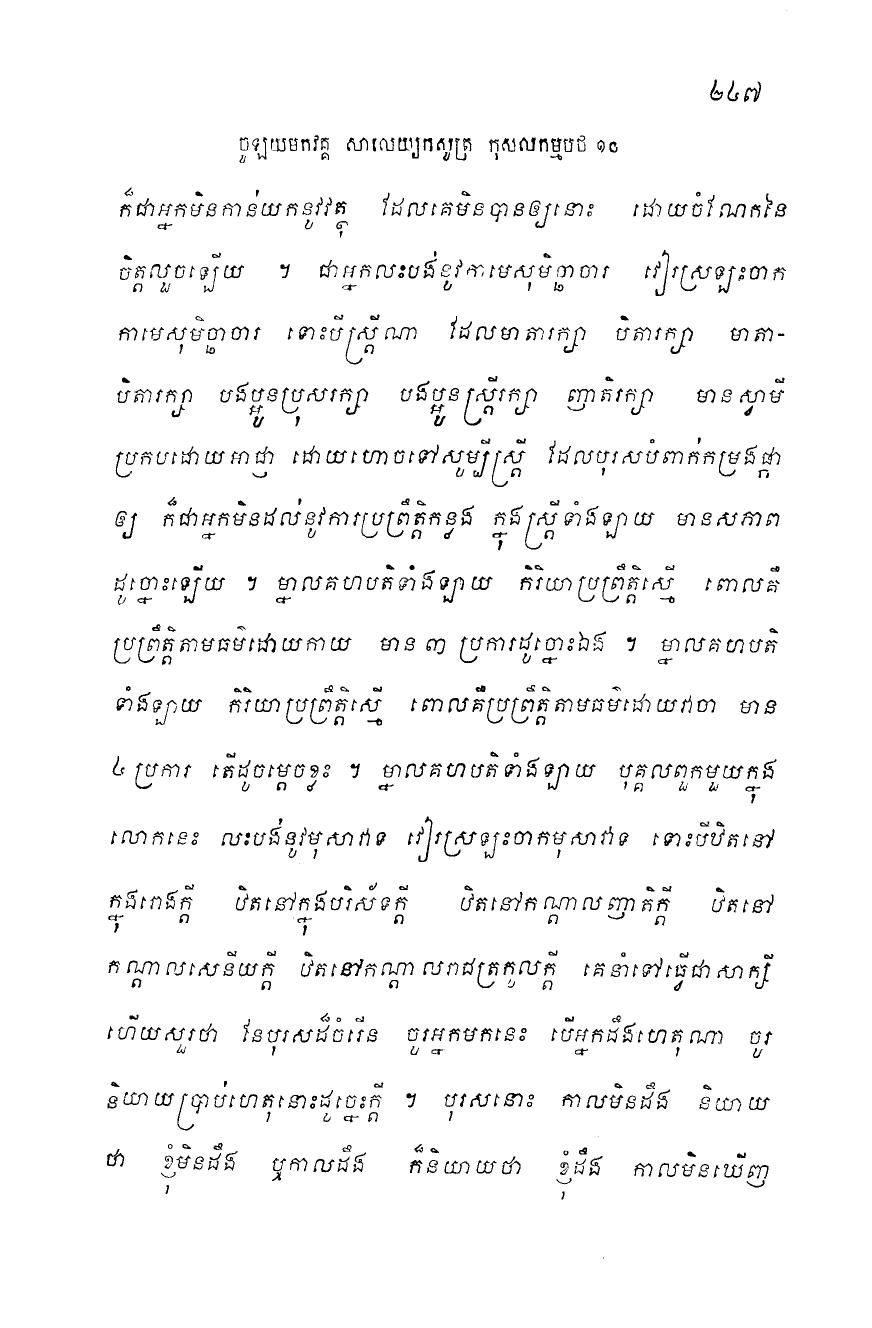 ២៤៧
ចូឡយមកវគ្គ សាលេយ្យកសូត្រ កុសលកម្មបថ ១០
ក៏ជាអ្នកមិនកាន់យកនូវវត្ថុ ដែលគេមិនបានឲ្យនោះ ដោយចំណែកនៃ
ចិត្តលួចឡើយ ។ ជាអ្នកលះបង់នូវកាមេសុមិច្ឆាចារ វៀរស្រឡះចាក
កាមេសុមិច្ឆាចារ ទោះបីស្ត្រីណា ដែលមាតារក្សា បិតារក្សា មាតា-
បិតារក្សា បងប្អូនប្រុសរក្សា បងប្អូនស្ត្រីរក្សា ញាតិរក្សា មានស្វាមី
ប្រកបដោយអាជ្ញា ដោយហោចទៅសូម្បីស្ត្រី ដែលបុរសបំពាក់កម្រងផ្កា
ឲ្យ ក៏ជាអ្នកមិនដល់នូវការប្រព្រឹត្តិកន្លង ក្នុងស្ត្រីទាំងឡាយ មានសភាព
ដូច្នោះឡើយ ។ ម្នាលគហបតិទាំងឡាយ កិរិយាប្រព្រឹត្តិស្មើ ពោលគឺ
ប្រព្រឹត្តិតាមធម៌ដោយកាយ មាន ៣ ប្រការដូច្នោះឯង ។ ម្នាលគហបតិ
ទាំងឡាយ កិរិយាប្រព្រឹត្តិស្មើ ពោលគឺប្រព្រឹត្តិតាមធម៌ដោយវាចា មាន
៤ ប្រការ តើដូចម្តេចខ្លះ ។ ម្នាលគហបតិទាំងឡាយ បុគ្គលពួកមួយក្នុង
លោកនេះ លះបង់នូវមុសាវាទ វៀរស្រឡះចាកមុសាវាទ ទោះបីឋិតនៅ
ក្នុងរោងក្តី ឋិតនៅក្នុងបរិស័ទក្តី ឋិតនៅកណ្តាលញាតិក្តី ឋិតនៅ
កណ្តាលសេនីយក្តី ឋិតនៅកណ្តាលរាជត្រកូលក្តី គេនាំទៅធ្វើជាសាក្សី
ហើយសួរថា នែបុរសដ៏ចំរើន ចូរអ្នកមកនេះ បើអ្នកដឹងហេតុណា ចូរ
និយាយប្រាប់ហេតុនោះដូច្នេះក្តី ។ បុរសនោះ កាលមិនដឹង និយាយ
ថា ខ្ញុំមិនដឹង ឬកាលដឹង ក៏និយាយថា ខ្ញុំដឹង កាលមិនឃើញ